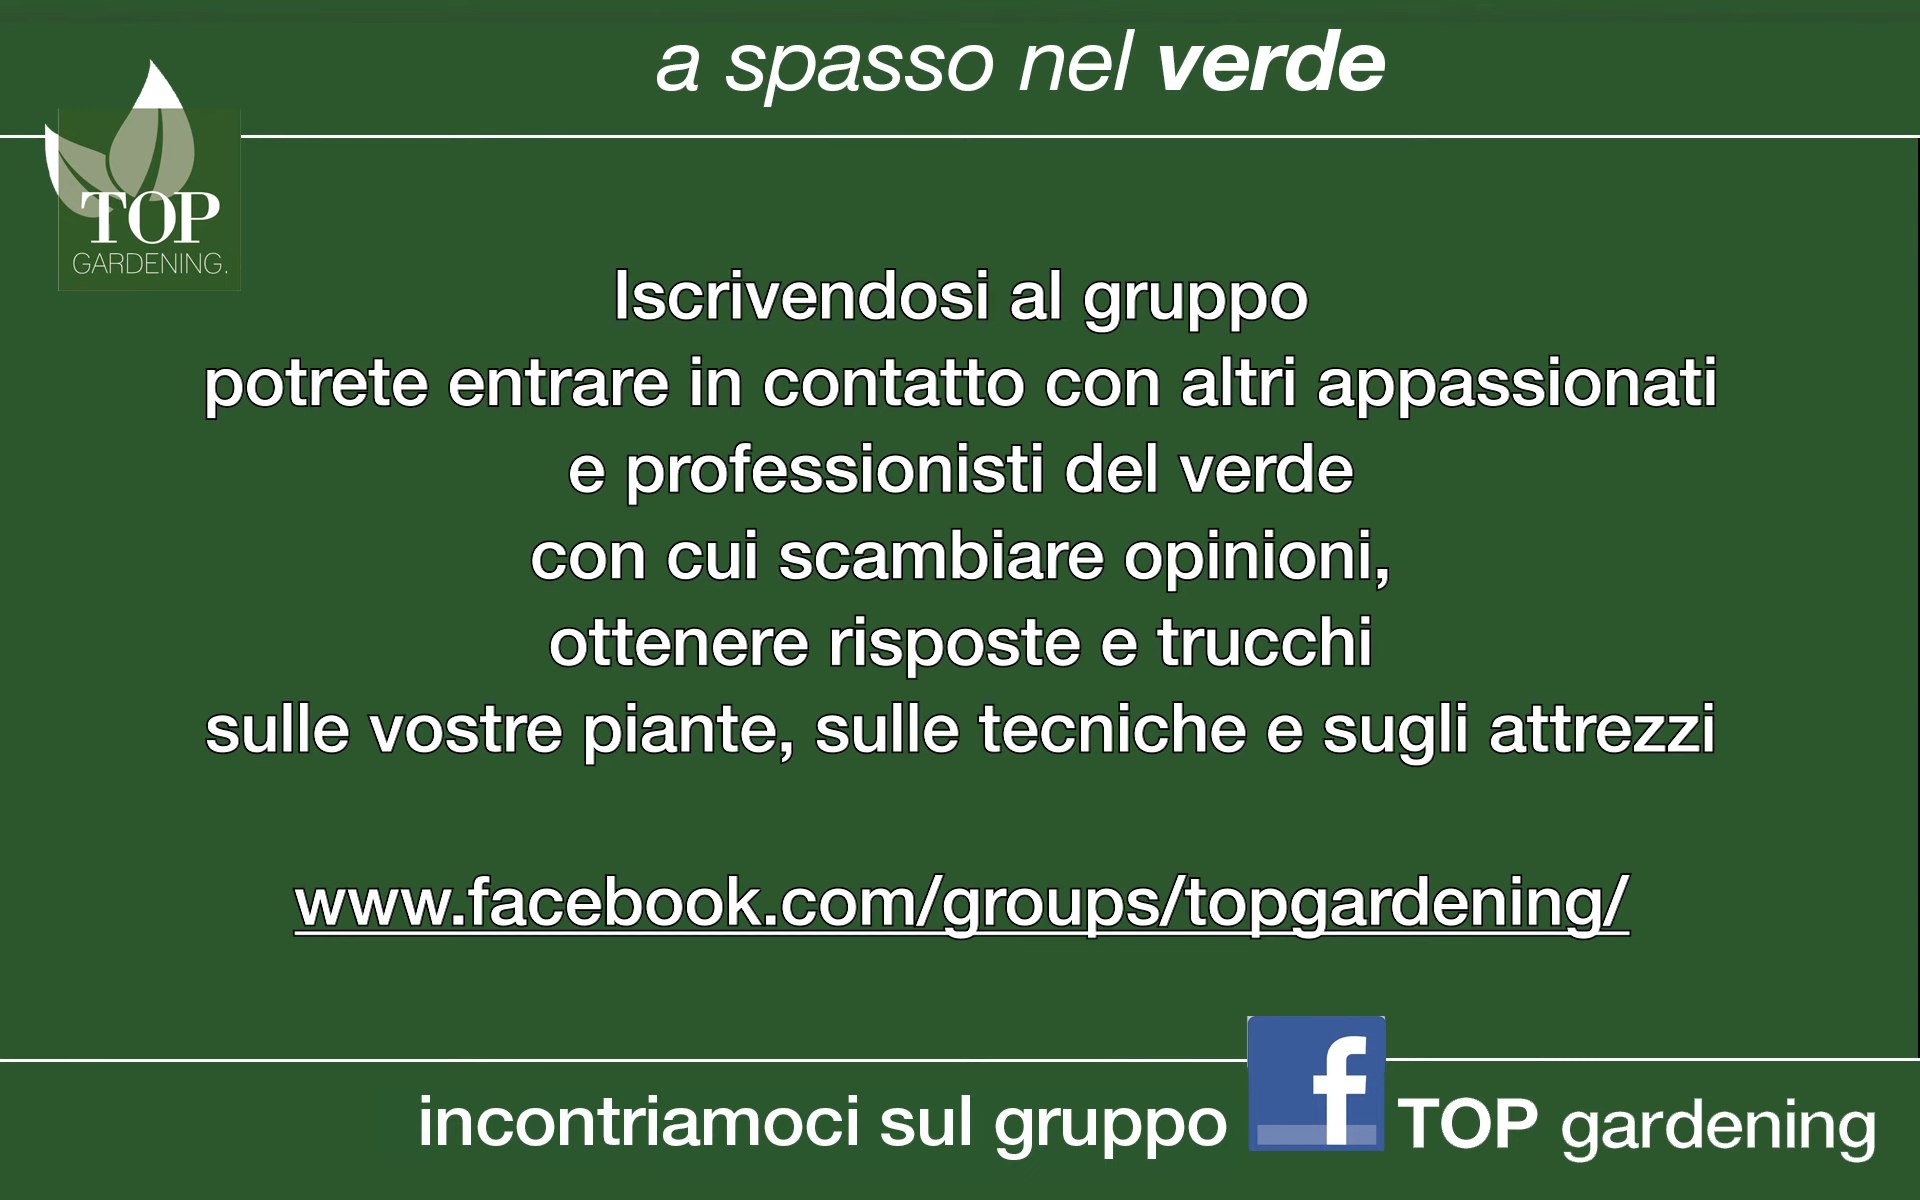 a spasso nel verde
TOP
GARDENING.
Iscrivendosi al gruppo
potrete entrare in contatto con altri appassionati
e professionisti del verde
con cui scambiare opinioni,
ottenere risposte e trucchi
sulle vostre piante, sulle tecniche e sugli attrezzi
www.facebook.com/groups/topgardening/
incontriamoci sul gruppo f TOP gardening